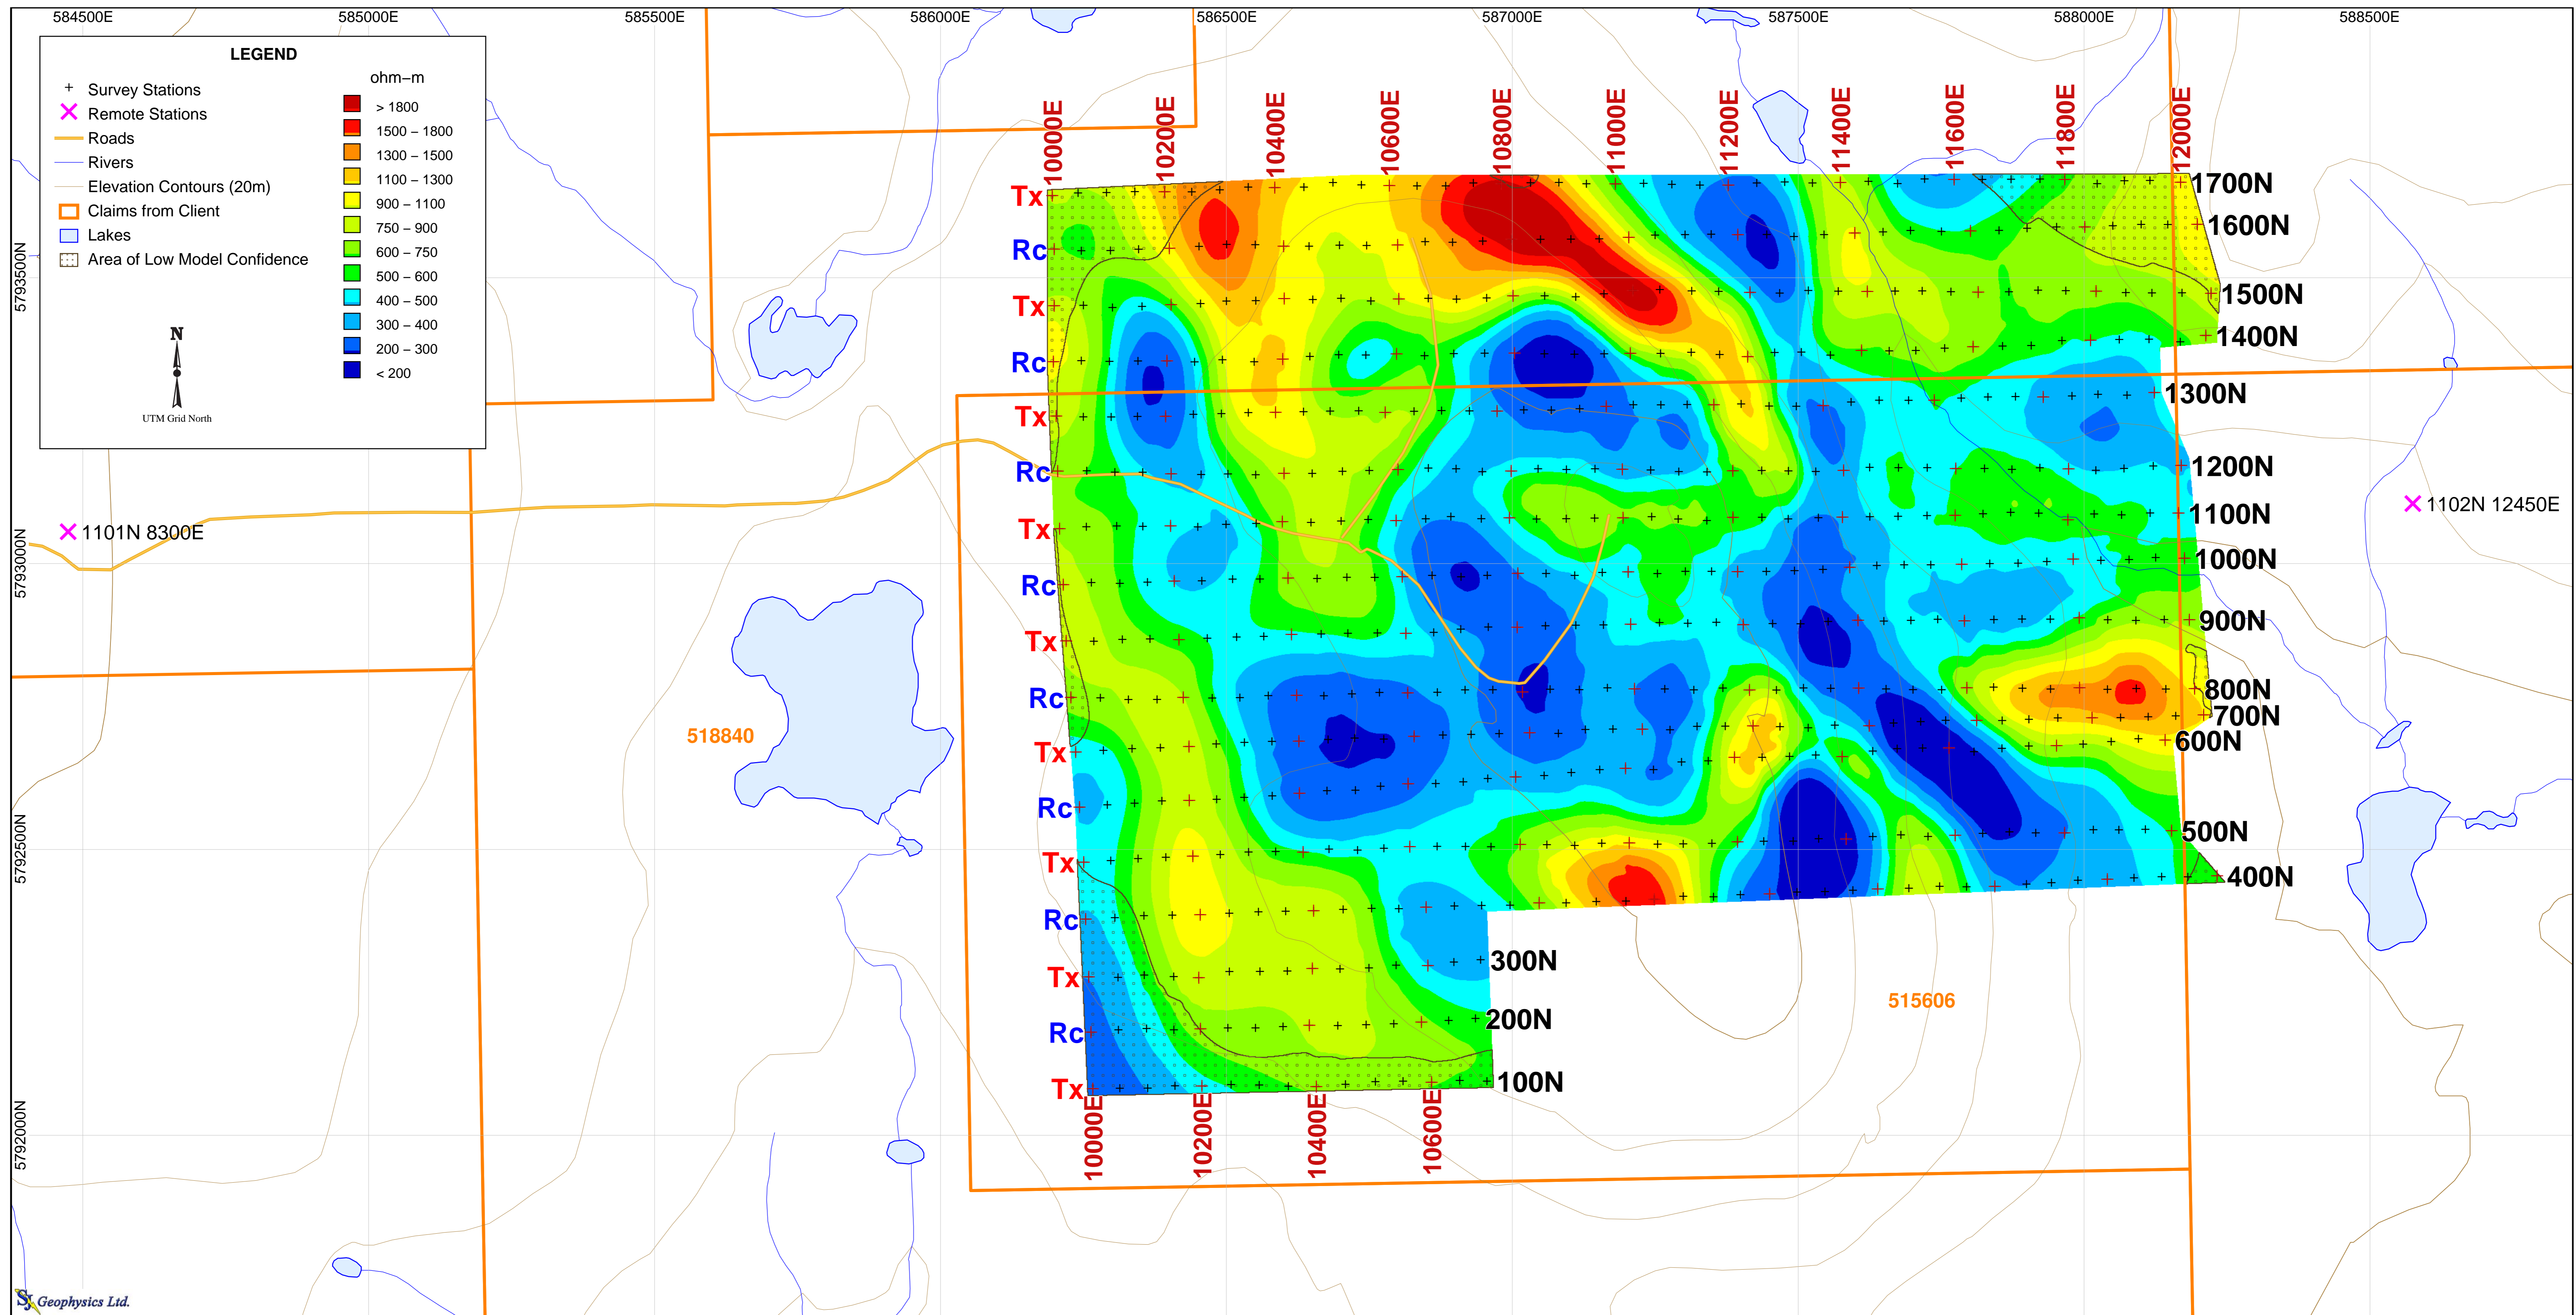 584500E 585000E 585500E 586000E 586500E 587000E 587500E 588000E 588500E
LEGEND
ohm–m
+ Survey Stations
Remote Stations
Roads
Rivers
Elevation Contours (20m)
Claims from Client
Lakes
Area of Low Model Confidence
> 1800
1500 – 1800
1300 – 1500
1100 – 1300
900 – 1100
750 – 900
600 – 750
500 – 600
400 – 500
300 – 400
200 – 300
< 200
N
UTM Grid North
10000E 10200E 10400E 10600E 10800E 11000E 11200E 11400E 11600E 11800E 12000E
Tx 1700N
Rc 1600N
5793500N
Tx 1500N
Rc 1400N
Tx 1300N
Rc 1200N
1101N 8300E
1102N 12450E
Tx 1100N
5793000N
Rc 1000N
Tx 900N
Rc 800N
518840
700N
Tx 600N
Rc
5792500N
500N
Tx
400N
Rc
300N
Tx
515606
200N
Rc
100N
Tx
5792000N
10000E 10200E 10400E 10600E
SJ Geophysics Ltd.